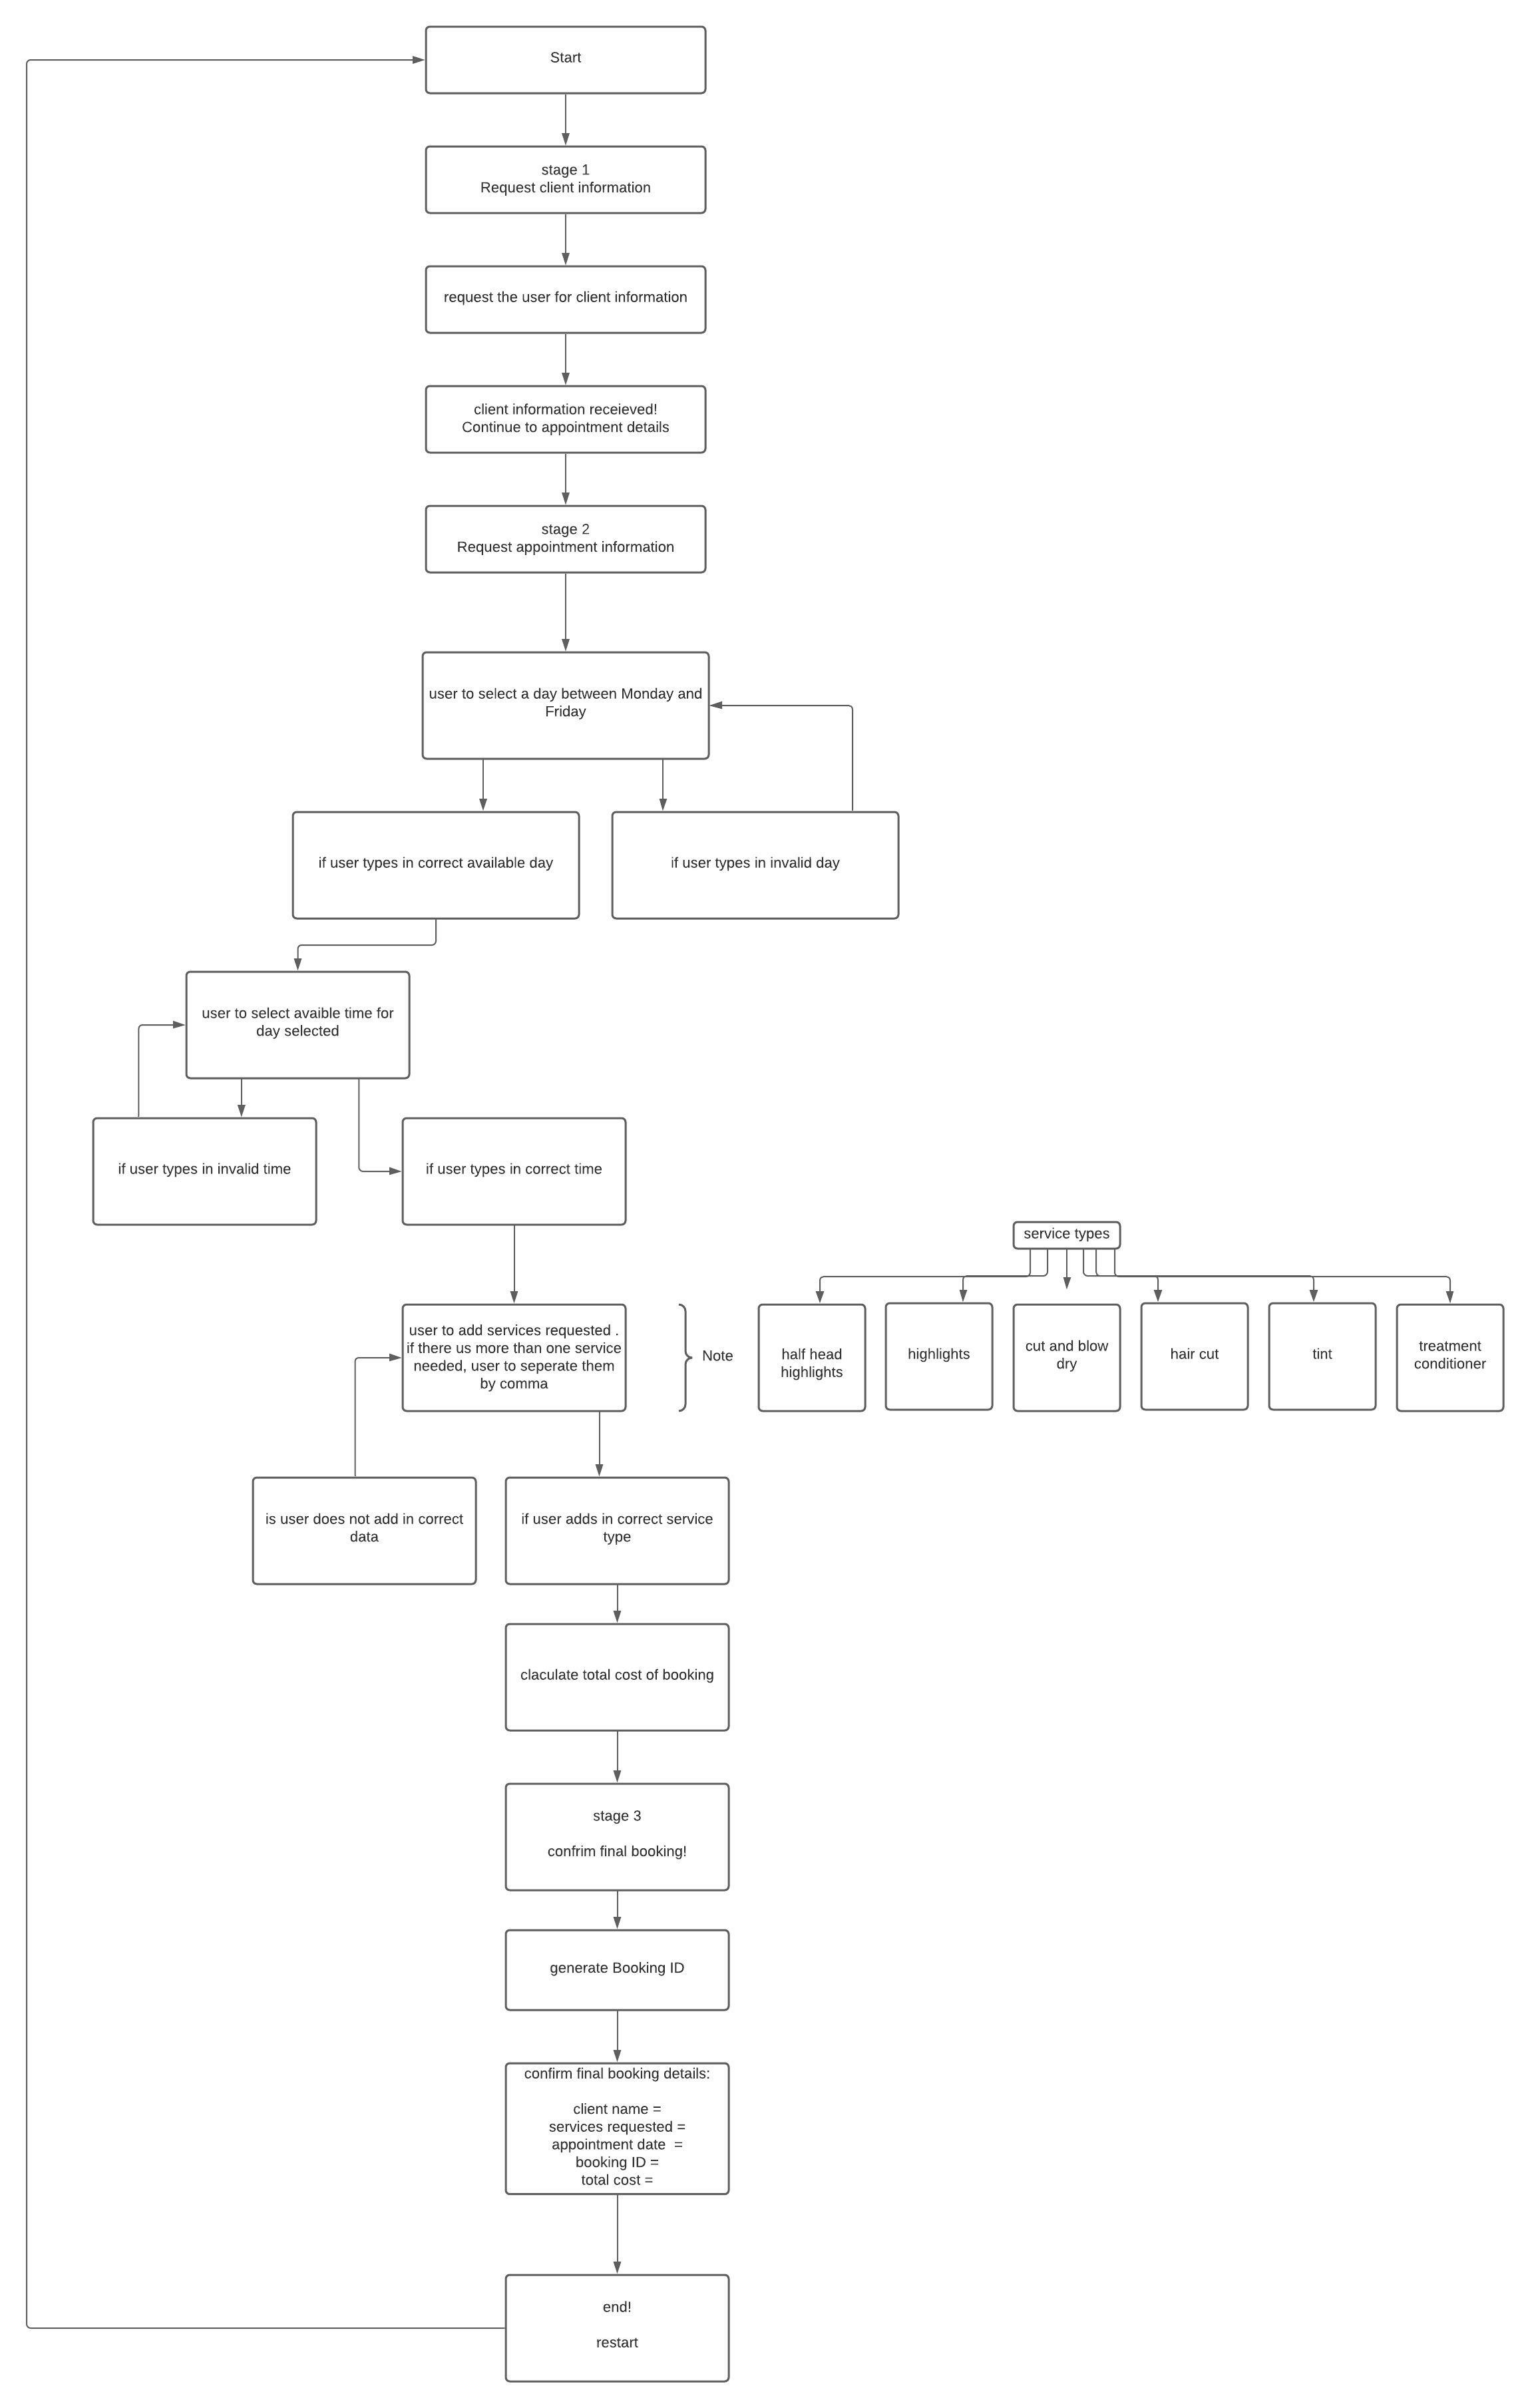 Start
stage 1
Request client information
request the user for client information
client information receieved!
Continue to appointment details
stage 2
Request appointment information
user to select a day between Monday and
Friday
if user types in correct available day
if user types in invalid day
user to select avaible time for
day selected
if user types in invalid time
if user types in correct time
service types
user to add services requested .
if there us more than one service
needed, user to seperate them
by comma
Note
half head
highlights
highlights
cut and blow
dry
hair cut
tint
treatment
conditioner
is user does not add in correct
data
if user adds in correct service
type
claculate total cost of booking
stage 3
confrim final booking!
generate Booking ID
confirm final booking details:
client name =
services requested =
appointment date  =
booking ID =
total cost =
end!
restart